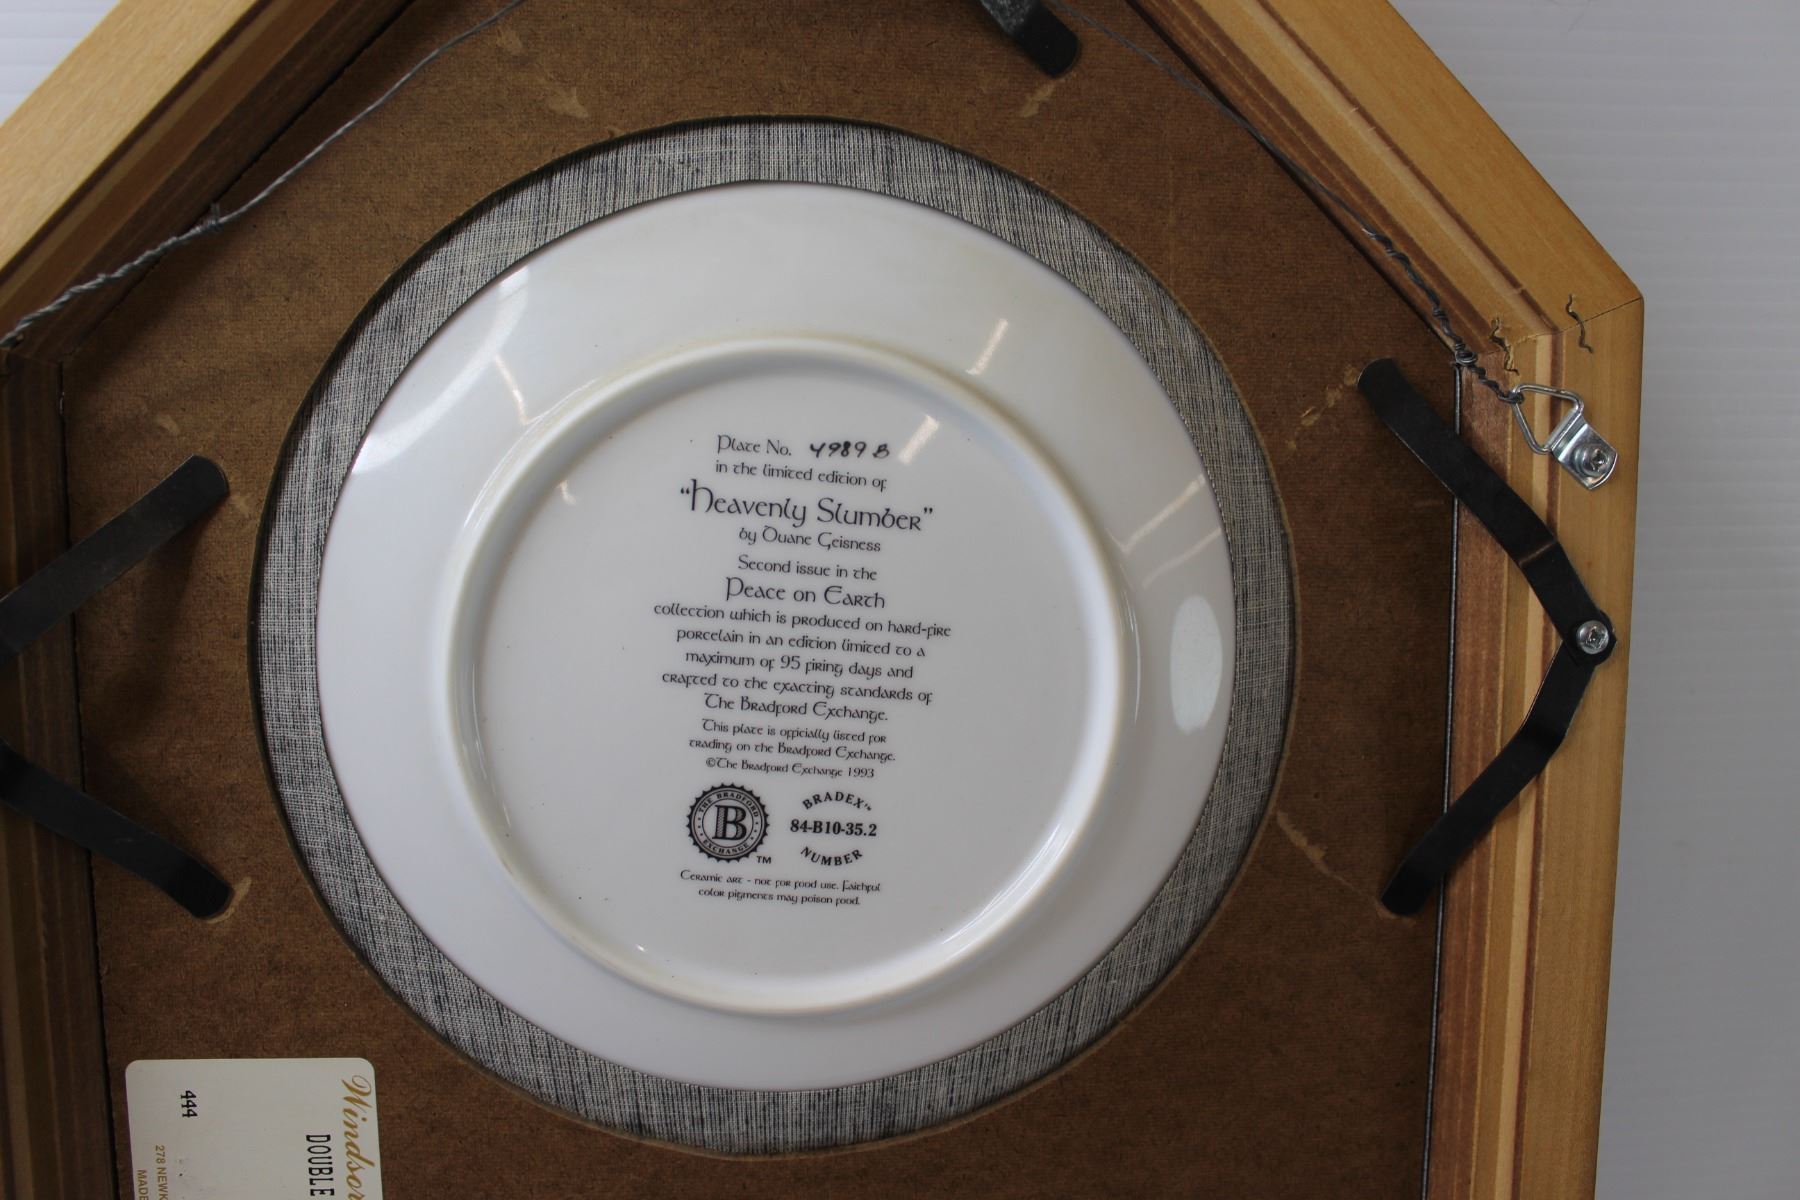 Plate No. 4989 B
in the limited edition of
"Heavenly Slumber"
by Duane Geisness
Second issue in the
Peace on Earth
collection which is produced on hard-fire
porcelain in an edition limited to a
maximum of 95 firing days and
crafted to the exacting standards of
The Bradford Exchange.
This plate is officially listed for
trading on the Bradford Exchange.
©The Bradford Exchange 1993
THE BRADFORD
B
EXCHANGE
TM
BRADEX™
84-B10-35.2
NUMBER
Ceramic art - not for food use. Faithful
color pigments may poison food.
Windsor
DOUBLE
444
278 NEWK
MADE